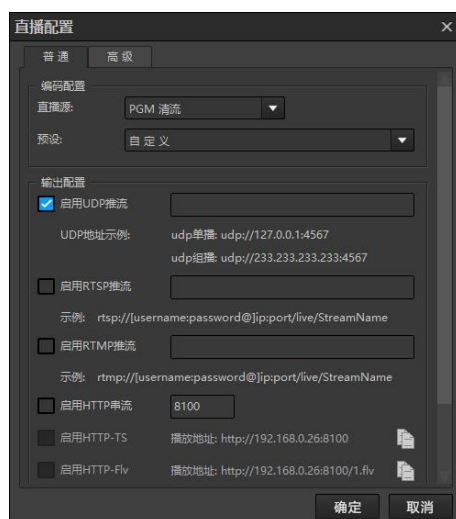 直播配置
普通 高级
编码配置
直播源: PGM 清流
预设: 自定义
输出配置
启用UDP推流
UDP地址示例: udp单播: udp://127.0.0.1:4567
udp组播: udp://233.233.233.233:4567
启用RTSP推流
示例: rtsp://[username:password@]ip:port/live/StreamName
启用RTMP推流
示例: rtmp://[username:password@]ip:port/live/StreamName
启用HTTP串流 8100
启用HTTP-TS 播放地址: http://192.168.0.26:8100
启用HTTP-Flv 播放地址: http://192.168.0.26:8100/1.flv
确定 取消